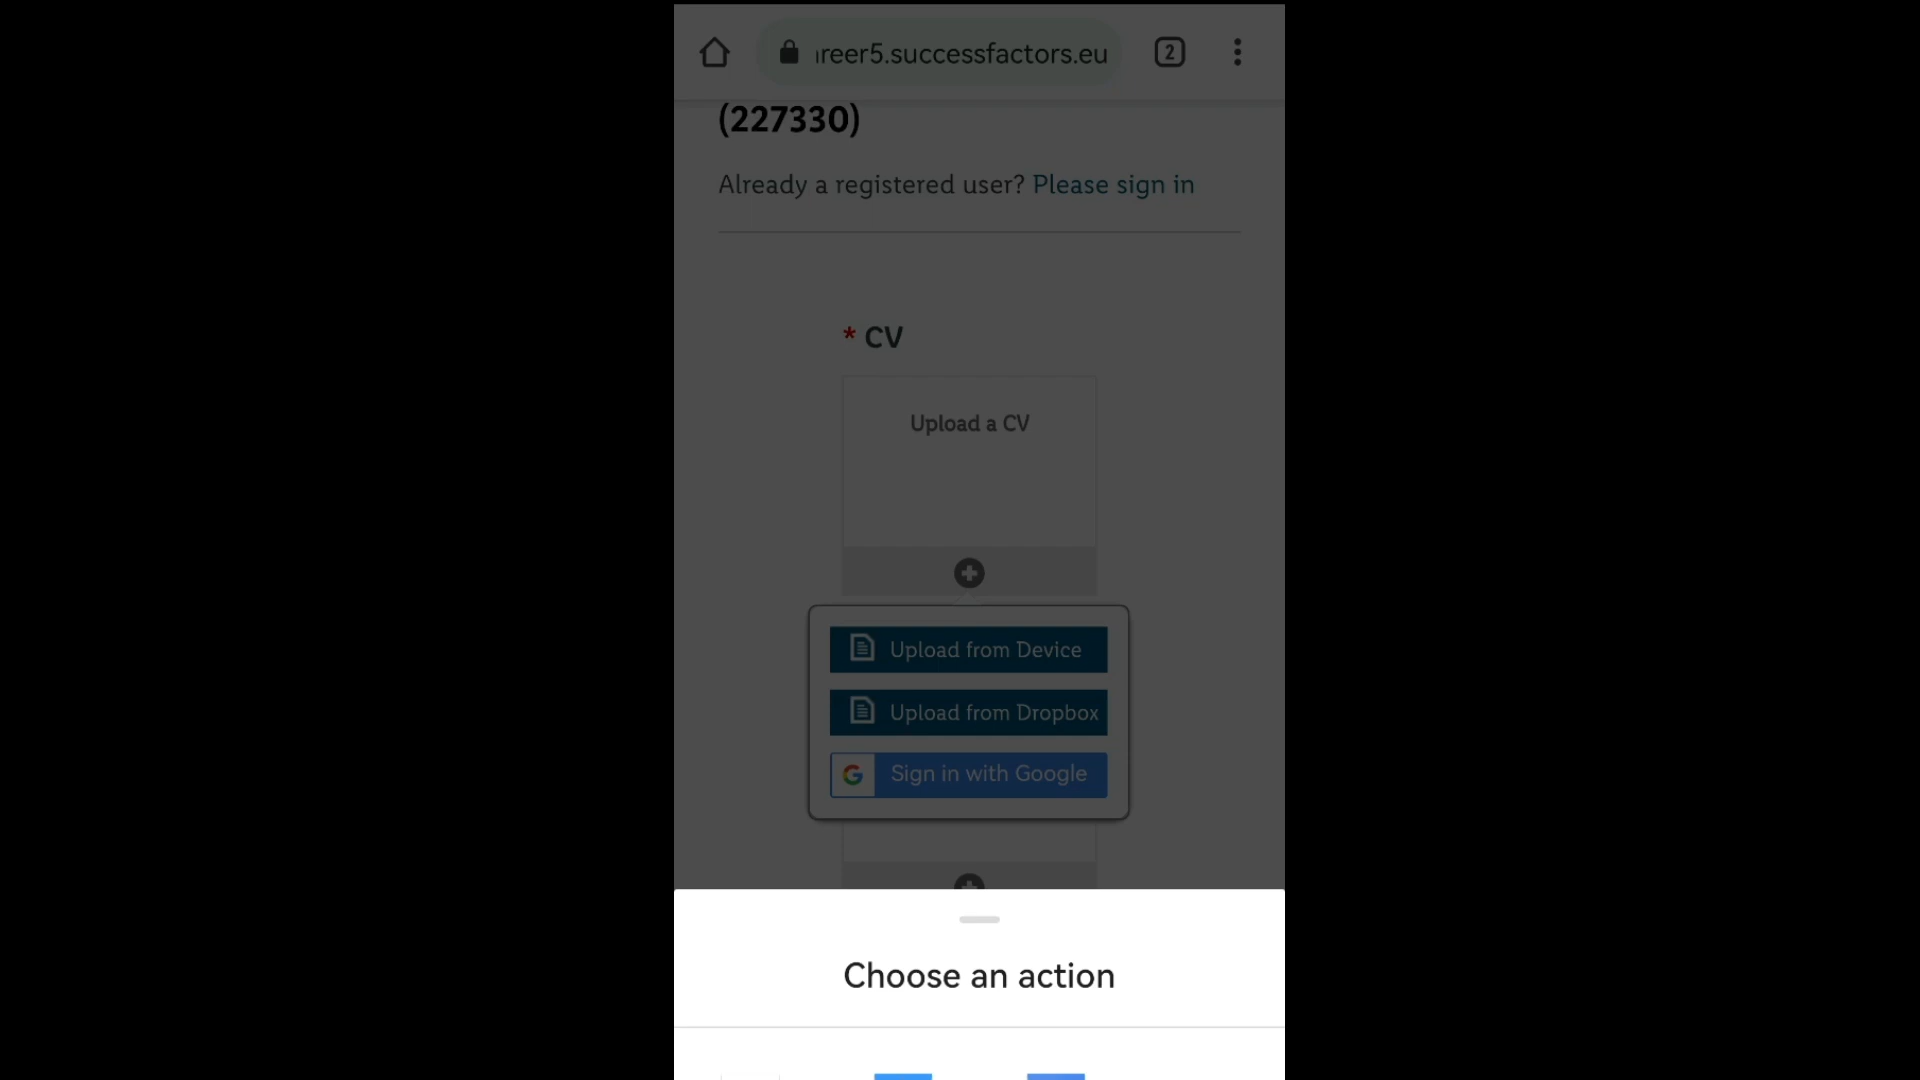 reer5.successfactors.eu
2
(227330)
Already a registered user? Please sign in
* CV
Upload a CV
Upload from Device
Upload from Dropbox
G Sign in with Google
Choose an action